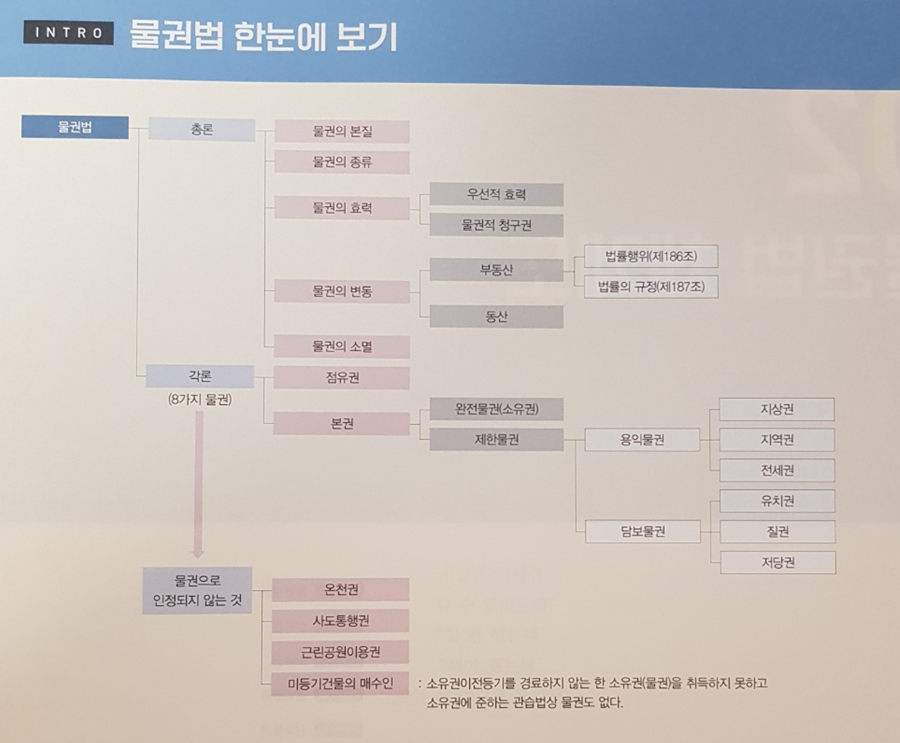 INTRO 물권법 한눈에 보기
물권법
총론
물권의 본질
물권의 종류
물권의 효력
우선적 효력
물권적 청구권
물권의 변동
부동산
법률행위(제186조)
법률의 규정(제187조)
동산
물권의 소멸
각론
(8가지 물권)
점유권
본권
완전물권(소유권)
제한물권
용익물권
지상권
지역권
전세권
담보물권
유치권
질권
저당권
물권으로
인정되지 않는 것
온천권
사도통행권
근린공원이용권
미등기건물의 매수인
: 소유권이전등기를 경료하지 않는 한 소유권(물권)을 취득하지 못하고
소유권에 준하는 관습법상 물권도 없다.